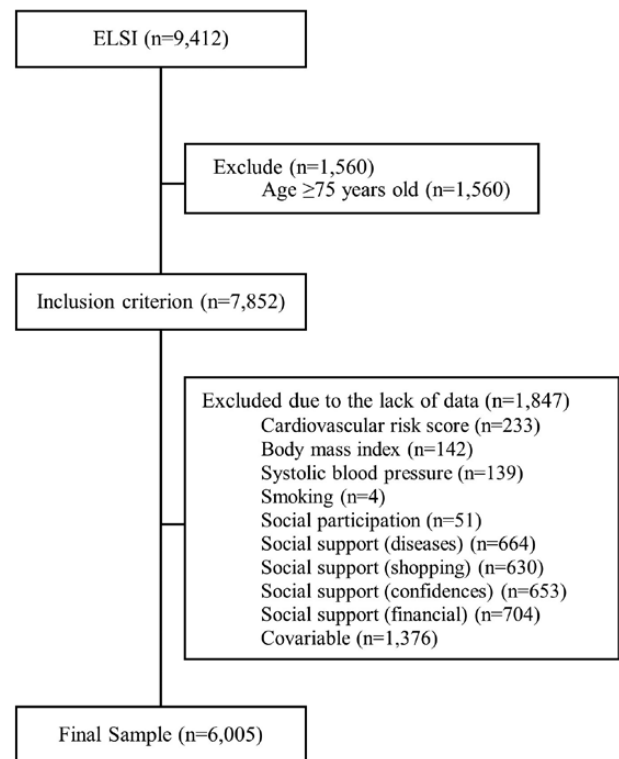 ELSI (n=9,412)
Exclude (n=1,560)
Age ≥75 years old (n=1,560)
Inclusion criterion (n=7,852)
Excluded due to the lack of data (n=1,847)
Cardiovascular risk score (n=233)
Body mass index (n=142)
Systolic blood pressure (n=139)
Smoking (n=4)
Social participation (n=51)
Social support (diseases) (n=664)
Social support (shopping) (n=630)
Social support (confidences) (n=653)
Social support (financial) (n=704)
Covariable (n=1,376)
Final Sample (n=6,005)